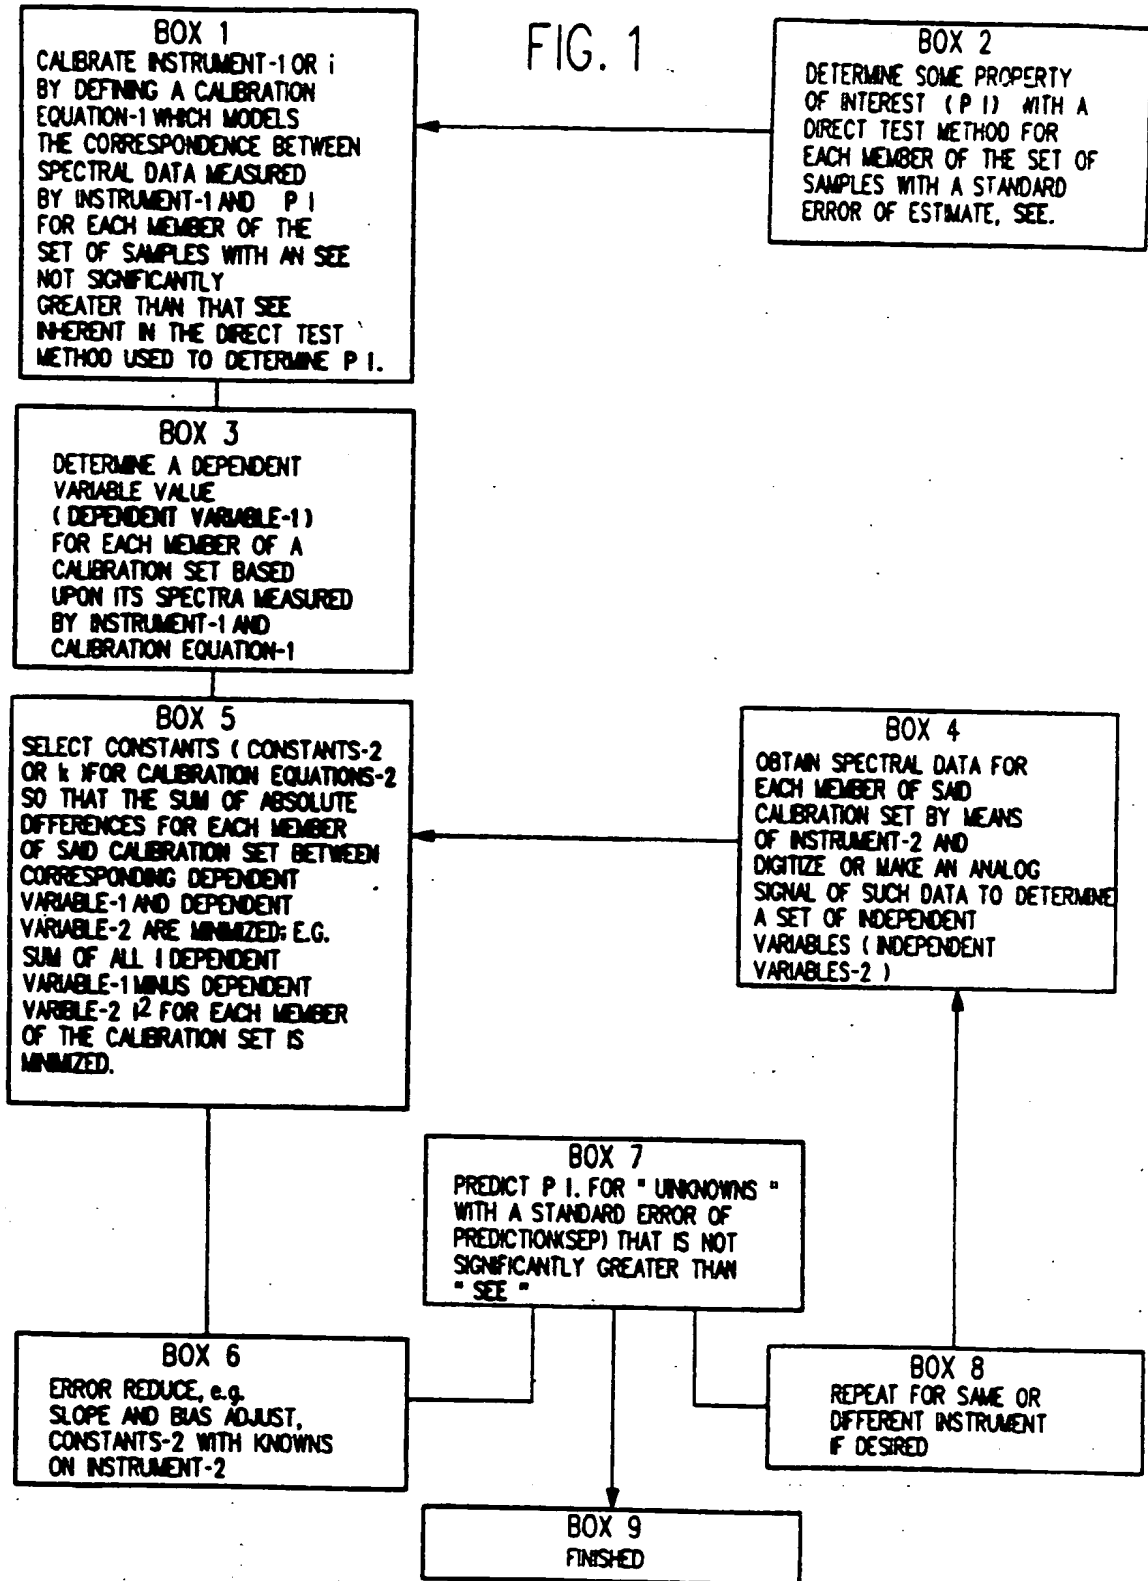 FIG. 1
BOX 1
CALIBRATE INSTRUMENT-1 OR i
BY DEFINING A CALIBRATION
EQUATION-1 WHICH MODELS
THE CORRESPONDENCE BETWEEN
SPECTRAL DATA MEASURED
BY INSTRUMENT-1 AND P I
FOR EACH MEMBER OF THE
SET OF SAMPLES WITH AN SEE
NOT SIGNIFICANTLY
GREATER THAN THAT SEE
INHERENT IN THE DIRECT TEST
METHOD USED TO DETERMINE P I.
BOX 2
DETERMINE SOME PROPERTY
OF INTEREST ( P I ) WITH A
DIRECT TEST METHOD FOR
EACH MEMBER OF THE SET OF
SAMPLES WITH A STANDARD
ERROR OF ESTIMATE, SEE.
BOX 3
DETERMINE A DEPENDENT
VARIABLE VALUE
( DEPENDENT VARIABLE-1 )
FOR EACH MEMBER OF A
CALIBRATION SET BASED
UPON ITS SPECTRA MEASURED
BY INSTRUMENT-1 AND
CALIBRATION EQUATION-1
BOX 5
SELECT CONSTANTS ( CONSTANTS-2
OR k )FOR CALIBRATION EQUATIONS-2
SO THAT THE SUM OF ABSOLUTE
DIFFERENCES FOR EACH MEMBER
OF SAID CALIBRATION SET BETWEEN
CORRESPONDING DEPENDENT
VARIABLE-1 AND DEPENDENT
VARIABLE-2 ARE MINIMIZED; E.G.
SUM OF ALL | DEPENDENT
VARIABLE-1 MINUS DEPENDENT
VARIBLE-2 |² FOR EACH MEMBER
OF THE CALIBRATION SET IS
MINIMIZED.
BOX 4
OBTAIN SPECTRAL DATA FOR
EACH MEMBER OF SAID
CALIBRATION SET BY MEANS
OF INSTRUMENT-2 AND
DIGITIZE OR MAKE AN ANALOG
SIGNAL OF SUCH DATA TO DETERMINE
A SET OF INDEPENDENT
VARIABLES ( INDEPENDENT
VARIABLES-2 )
BOX 7
PREDICT P I. FOR " UNKNOWNS "
WITH A STANDARD ERROR OF
PREDICTION(SEP) THAT IS NOT
SIGNIFICANTLY GREATER THAN
" SEE "
BOX 6
ERROR REDUCE, e.g.
SLOPE AND BIAS ADJUST,
CONSTANTS-2 WITH KNOWNS
ON INSTRUMENT-2
BOX 8
REPEAT FOR SAME OR
DIFFERENT INSTRUMENT
IF DESIRED
BOX 9
FINISHED